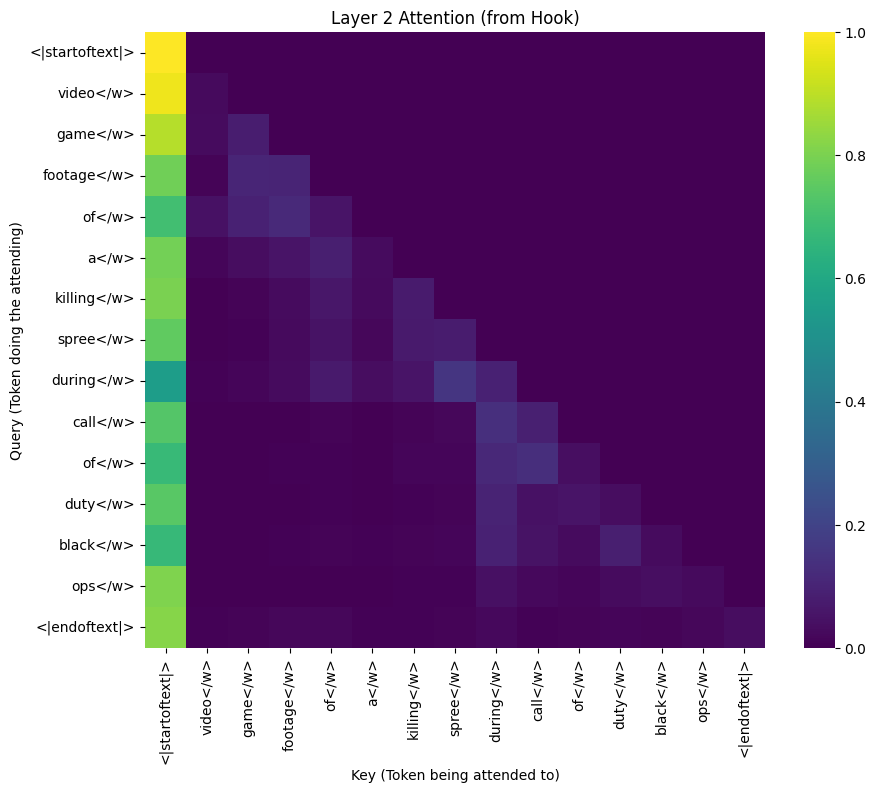 Layer 2 Attention (from Hook)
Query (Token doing the attending)
<|startoftext|>
video</w>
game</w>
footage</w>
of</w>
a</w>
killing</w>
spree</w>
during</w>
call</w>
of</w>
duty</w>
black</w>
ops</w>
<|endoftext|>
1.0
0.8
0.6
0.4
0.2
0.0
<|startoftext|>
video</w>
game</w>
footage</w>
of</w>
a</w>
killing</w>
spree</w>
during</w>
call</w>
of</w>
duty</w>
black</w>
ops</w>
<|endoftext|>
Key (Token being attended to)